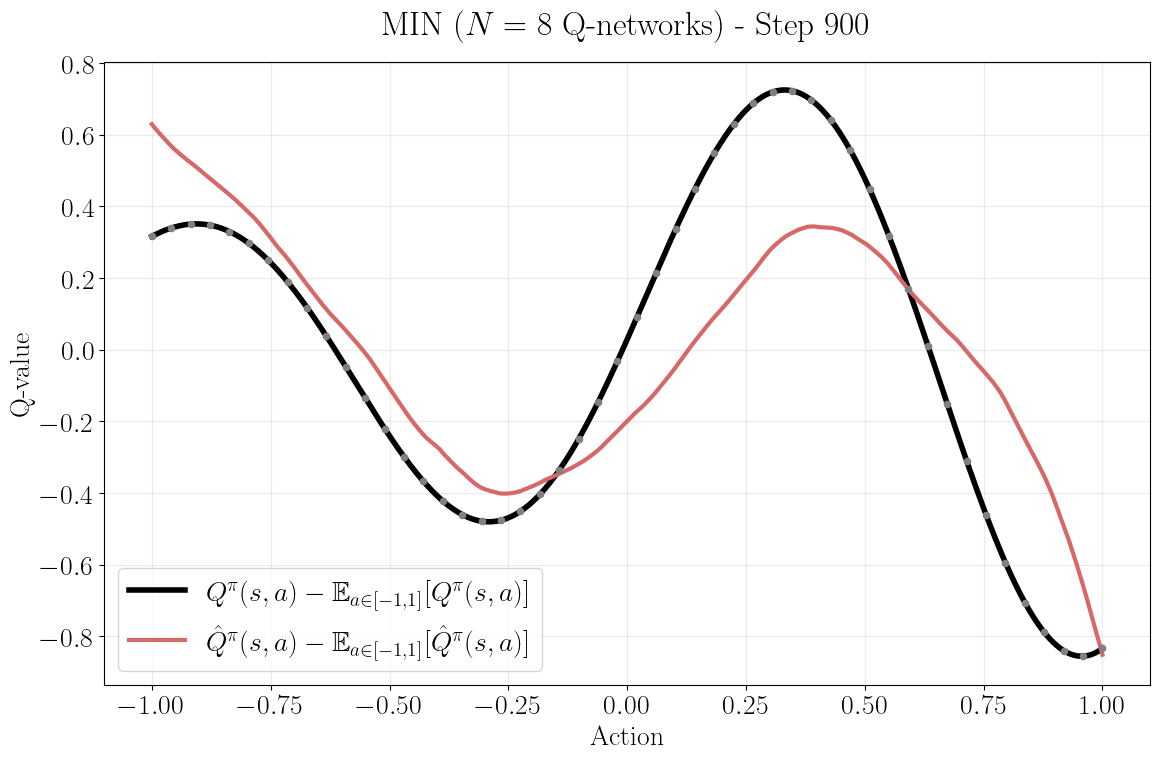 MIN (N = 8 Q-networks) - Step 900
0.8
0.6
0.4
0.2
0.0
−0.2
−0.4
−0.6
−0.8
Q-value
Q^π(s, a) − 𝔼_{a∈[−1,1]}[Q^π(s, a)]
Q̂^π(s, a) − 𝔼_{a∈[−1,1]}[Q̂^π(s, a)]
−1.00 −0.75 −0.50 −0.25 0.00 0.25 0.50 0.75 1.00
Action